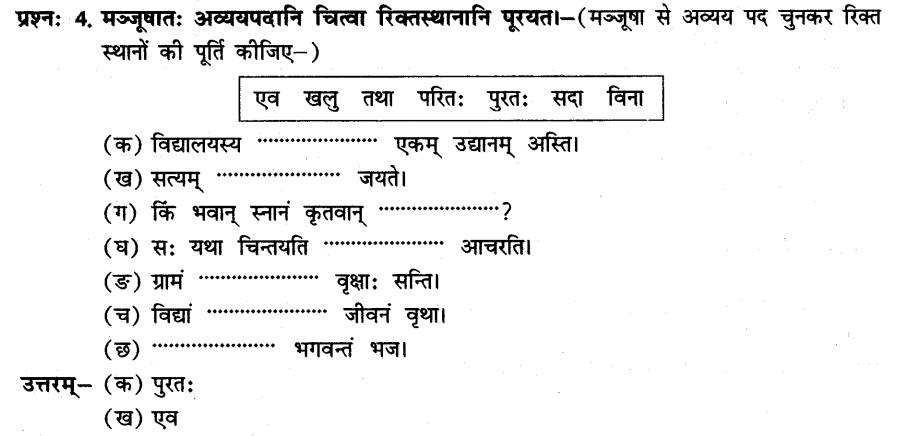 प्रश्न: 4. मञ्जूषातः अव्ययपदानि चित्वा रिक्तस्थानानि पूरयत।–(मञ्जूषा से अव्यय पद चुनकर रिक्त
स्थानों की पूर्ति कीजिए–)
एव खलु तथा परितः पुरतः सदा विना
(क) विद्यालयस्य ..................... एकम् उद्यानम् अस्ति।
(ख) सत्यम् ..................... जयते।
(ग) किं भवान् स्नानं कृतवान् .....................?
(घ) सः यथा चिन्तयति ..................... आचरति।
(ङ) ग्रामं ..................... वृक्षाः सन्ति।
(च) विद्यां ..................... जीवनं वृथा।
(छ) ..................... भगवन्तं भज।
उत्तरम्– (क) पुरतः
(ख) एव